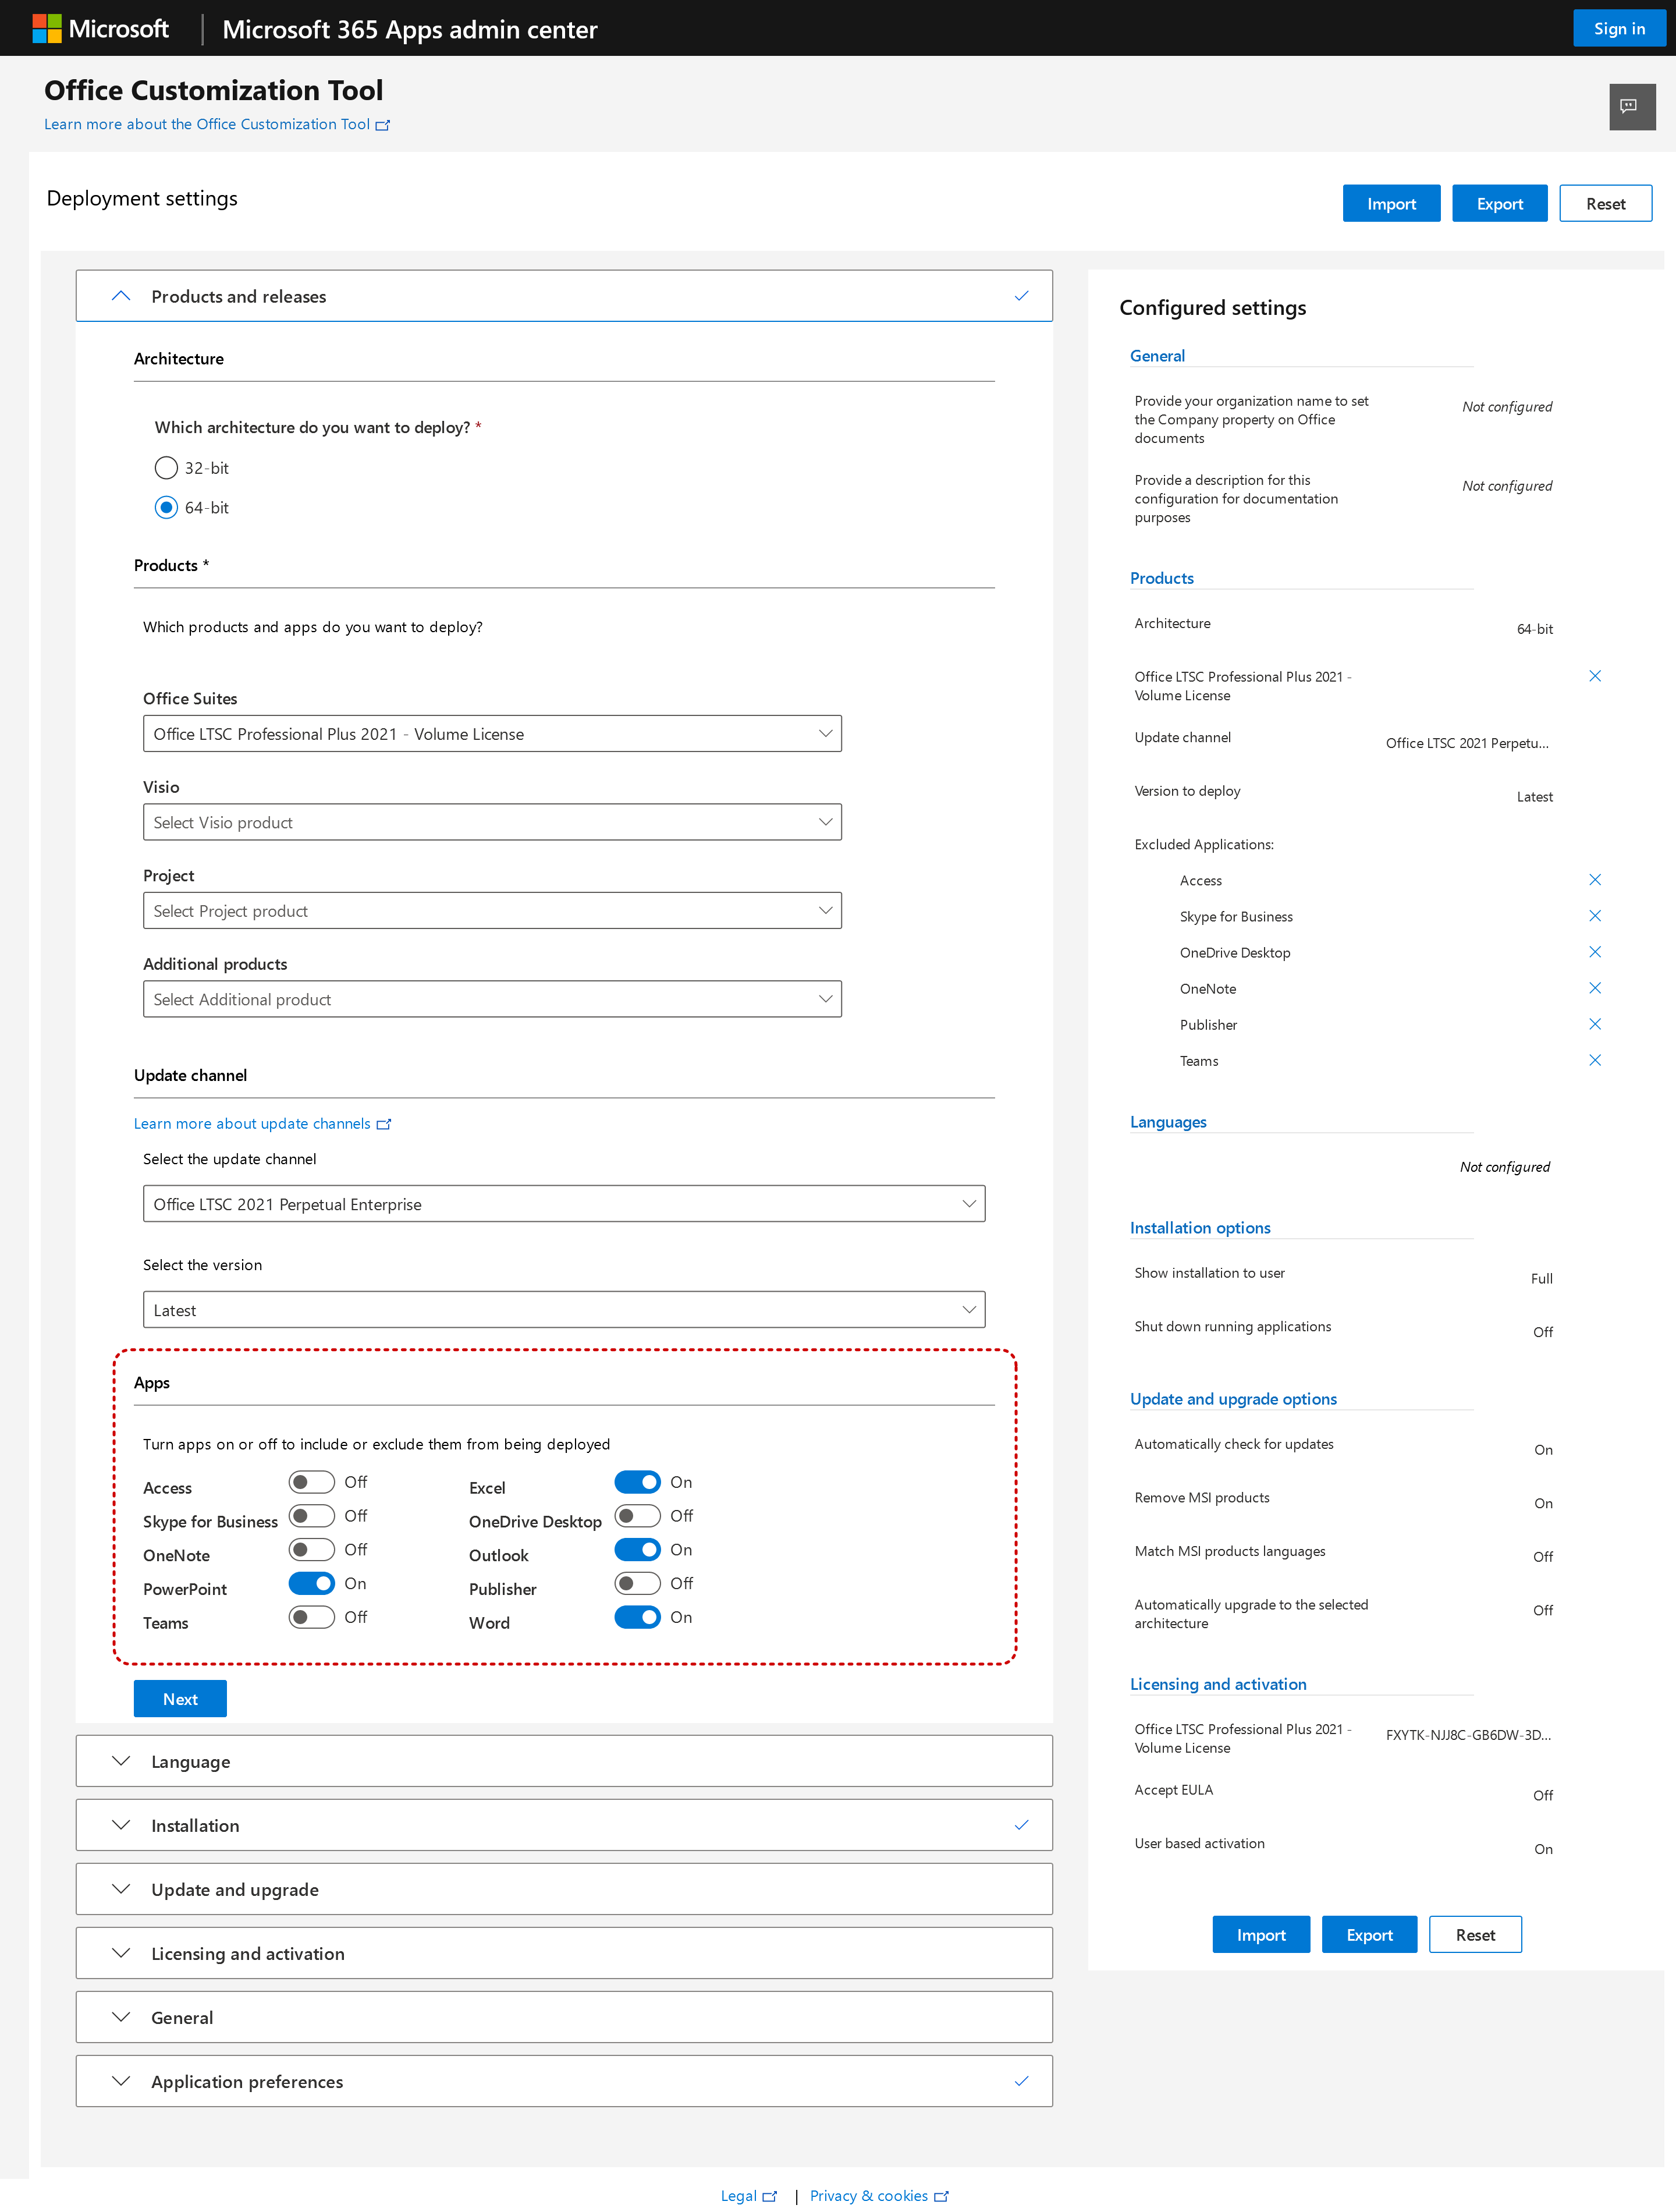 Microsoft | Microsoft 365 Apps admin center
Sign in
Office Customization Tool
Learn more about the Office Customization Tool
Deployment settings
Import
Export
Reset
Products and releases
Architecture
Which architecture do you want to deploy? *
32-bit
64-bit
Products *
Which products and apps do you want to deploy?
Office Suites
Office LTSC Professional Plus 2021 - Volume License
Visio
Select Visio product
Project
Select Project product
Additional products
Select Additional product
Update channel
Learn more about update channels
Select the update channel
Office LTSC 2021 Perpetual Enterprise
Select the version
Latest
Apps
Turn apps on or off to include or exclude them from being deployed
Access Off Excel On
Skype for Business Off OneDrive Desktop Off
OneNote Off Outlook On
PowerPoint On Publisher Off
Teams Off Word On
Next
Language
Installation
Update and upgrade
Licensing and activation
General
Application preferences
Configured settings
General
Provide your organization name to set
the Company property on Office
documents
Not configured
Provide a description for this
configuration for documentation
purposes
Not configured
Products
Architecture
64-bit
Office LTSC Professional Plus 2021 -
Volume License
Update channel
Office LTSC 2021 Perpetu...
Version to deploy
Latest
Excluded Applications:
Access
Skype for Business
OneDrive Desktop
OneNote
Publisher
Teams
Languages
Not configured
Installation options
Show installation to user
Full
Shut down running applications
Off
Update and upgrade options
Automatically check for updates
On
Remove MSI products
On
Match MSI products languages
Off
Automatically upgrade to the selected
architecture
Off
Licensing and activation
Office LTSC Professional Plus 2021 -
Volume License
FXYTK-NJJ8C-GB6DW-3D...
Accept EULA
Off
User based activation
On
Import
Export
Reset
Legal | Privacy & cookies